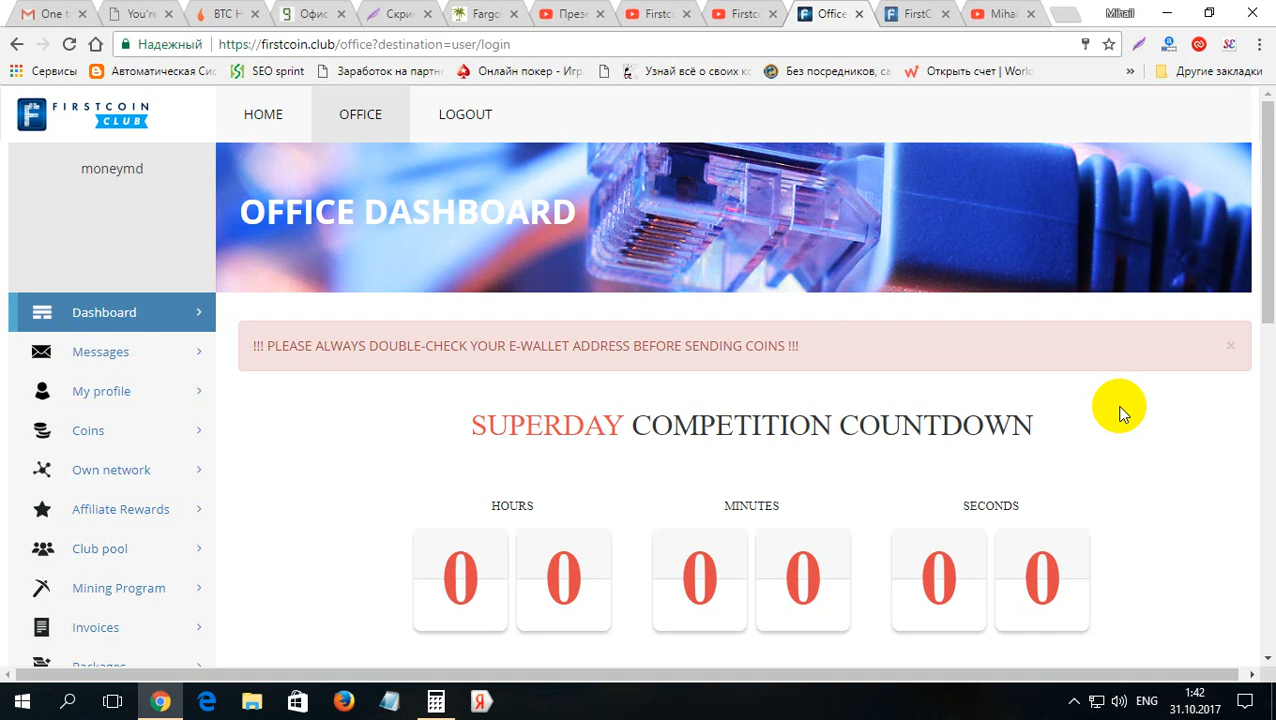 One t
You're
BTC H
Офис
Скри
Fargo
Презе
Firstc
Firstc
Office
FirstC
Miha
Mihail
Надежный
https://firstcoin.club/office?destination=user/login
Сервисы
Автоматическая Сис
SEO sprint
Заработок на партн
Онлайн покер - Игр
Узнай всё о своих кс
Без посредников, са
Открыть счет | Worl
»
Другие закладки
FIRSTCOIN
CLUB
HOME
OFFICE
LOGOUT
moneymd
OFFICE DASHBOARD
Dashboard
Messages
My profile
Coins
Own network
Affiliate Rewards
Club pool
Mining Program
Invoices
Packages
!!! PLEASE ALWAYS DOUBLE-CHECK YOUR E-WALLET ADDRESS BEFORE SENDING COINS !!!
×
SUPERDAY COMPETITION COUNTDOWN
HOURS
MINUTES
SECONDS
0 0
0 0
0 0
ENG
1:42
31.10.2017